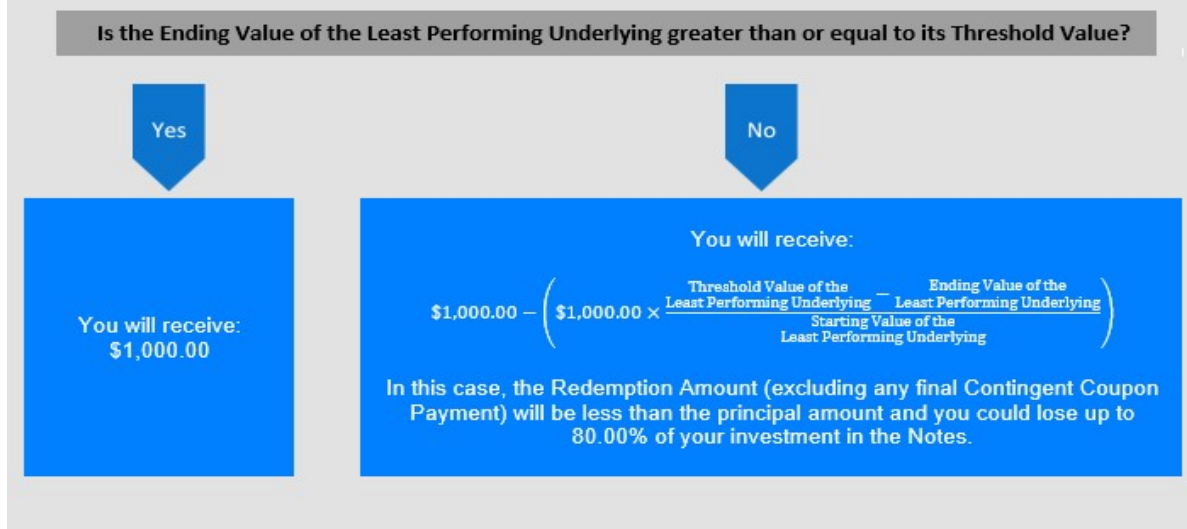 Is the Ending Value of the Least Performing Underlying greater than or equal to its Threshold Value?
Yes
No
You will receive:
$1,000.00
You will receive:
$1,000.00 − ( $1,000.00 ×
Threshold Value of the
Least Performing Underlying
−
Ending Value of the
Least Performing Underlying
Starting Value of the
Least Performing Underlying
)
In this case, the Redemption Amount (excluding any final Contingent Coupon
Payment) will be less than the principal amount and you could lose up to
80.00% of your investment in the Notes.